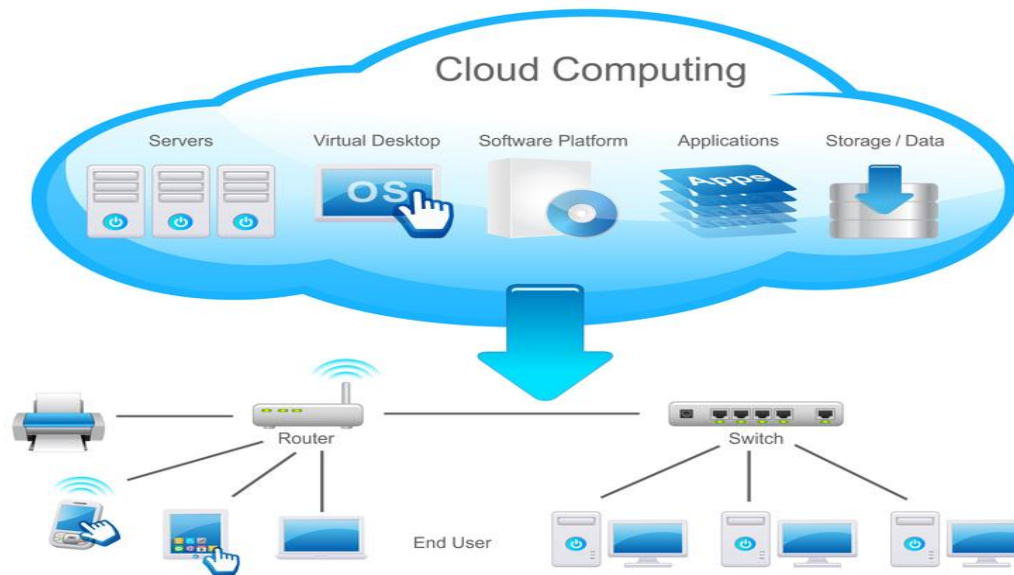 Cloud Computing
Servers
Virtual Desktop
Software Platform
Applications
Storage / Data
OS
Apps
Router
Switch
End User